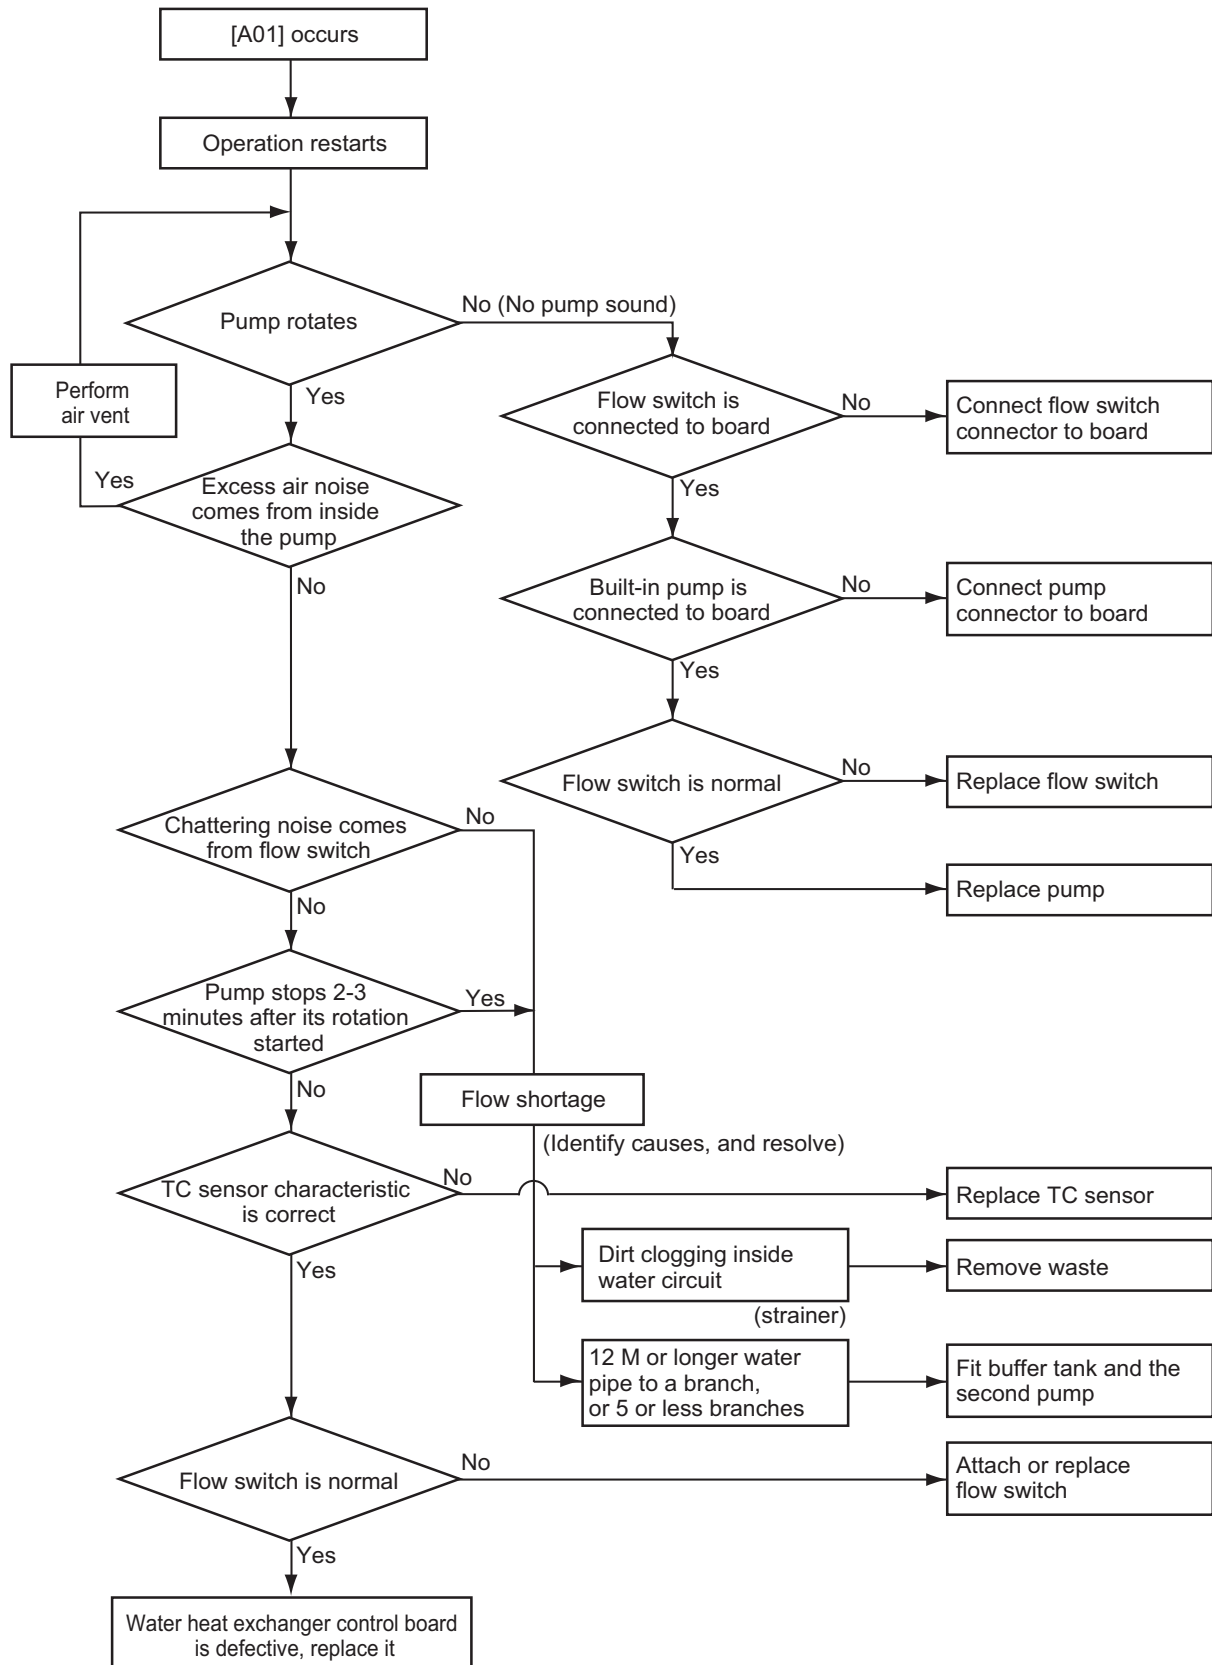 [A01] occurs
Operation restarts
Pump rotates
No (No pump sound)
Yes
Perform
air vent
Yes
Excess air noise
comes from inside
the pump
No
Flow switch is
connected to board
No
Connect flow switch
connector to board
Yes
Built-in pump is
connected to board
No
Connect pump
connector to board
Yes
Flow switch is normal
No
Replace flow switch
Yes
Replace pump
Chattering noise comes
from flow switch
No
No
Pump stops 2-3
minutes after its rotation
started
Yes
No
Flow shortage
(Identify causes, and resolve)
TC sensor characteristic
is correct
No
Replace TC sensor
Yes
Dirt clogging inside
water circuit
(strainer)
Remove waste
12 M or longer water
pipe to a branch,
or 5 or less branches
Fit buffer tank and the
second pump
Flow switch is normal
No
Attach or replace
flow switch
Yes
Water heat exchanger control board
is defective, replace it